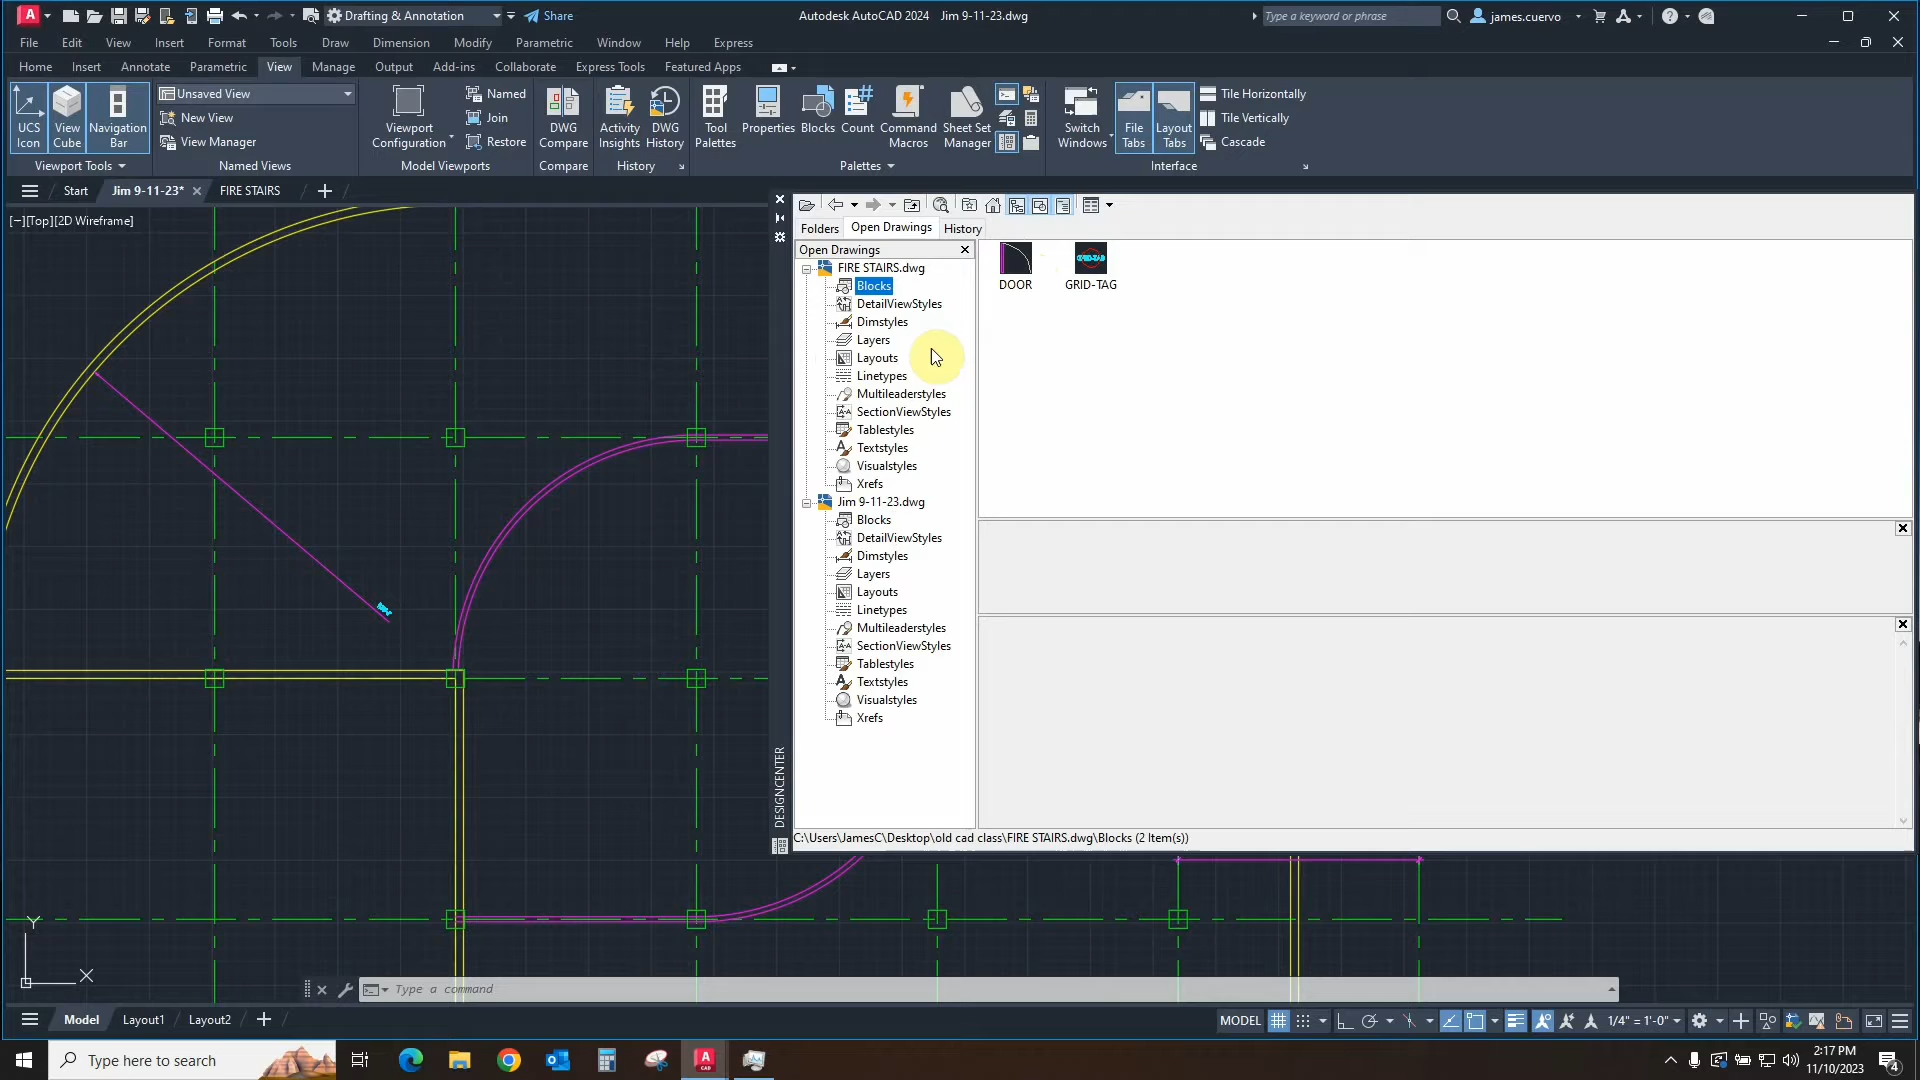 Drafting & Annotation
Share
Autodesk AutoCAD 2024 Jim 9-11-23.dwg
Type a keyword or phrase
james.cuervo
File Edit View Insert Format Tools Draw Dimension Modify Parametric Window Help Express
Home Insert Annotate Parametric View Manage Output Add-ins Collaborate Express Tools Featured Apps
UCS Icon
View Cube
Navigation Bar
Viewport Tools
Unsaved View
New View
View Manager
Named Views
Viewport Configuration
Named
Join
Restore
Model Viewports
DWG Compare
Compare
Activity Insights
DWG History
History
Tool Palettes
Properties
Blocks
Count
Command Macros
Sheet Set Manager
Palettes
Switch Windows
File Tabs
Layout Tabs
Tile Horizontally
Tile Vertically
Cascade
Interface
Start
Jim 9-11-23*
FIRE STAIRS
[−][Top][2D Wireframe]
Folders Open Drawings History
Open Drawings
FIRE STAIRS.dwg
Blocks
DetailViewStyles
Dimstyles
Layers
Layouts
Linetypes
Multileaderstyles
SectionViewStyles
Tablestyles
Textstyles
Visualstyles
Xrefs
Jim 9-11-23.dwg
Blocks
DetailViewStyles
Dimstyles
Layers
Layouts
Linetypes
Multileaderstyles
SectionViewStyles
Tablestyles
Textstyles
Visualstyles
Xrefs
DOOR
GRID-TAG
GRID-TAG
DESIGNCENTER
C:\Users\JamesC\Desktop\old cad class\FIRE STAIRS.dwg\Blocks (2 Item(s))
Y
X
Type a command
Model Layout1 Layout2
MODEL
1/4" = 1'-0"
Type here to search
2:17 PM
11/10/2023
4